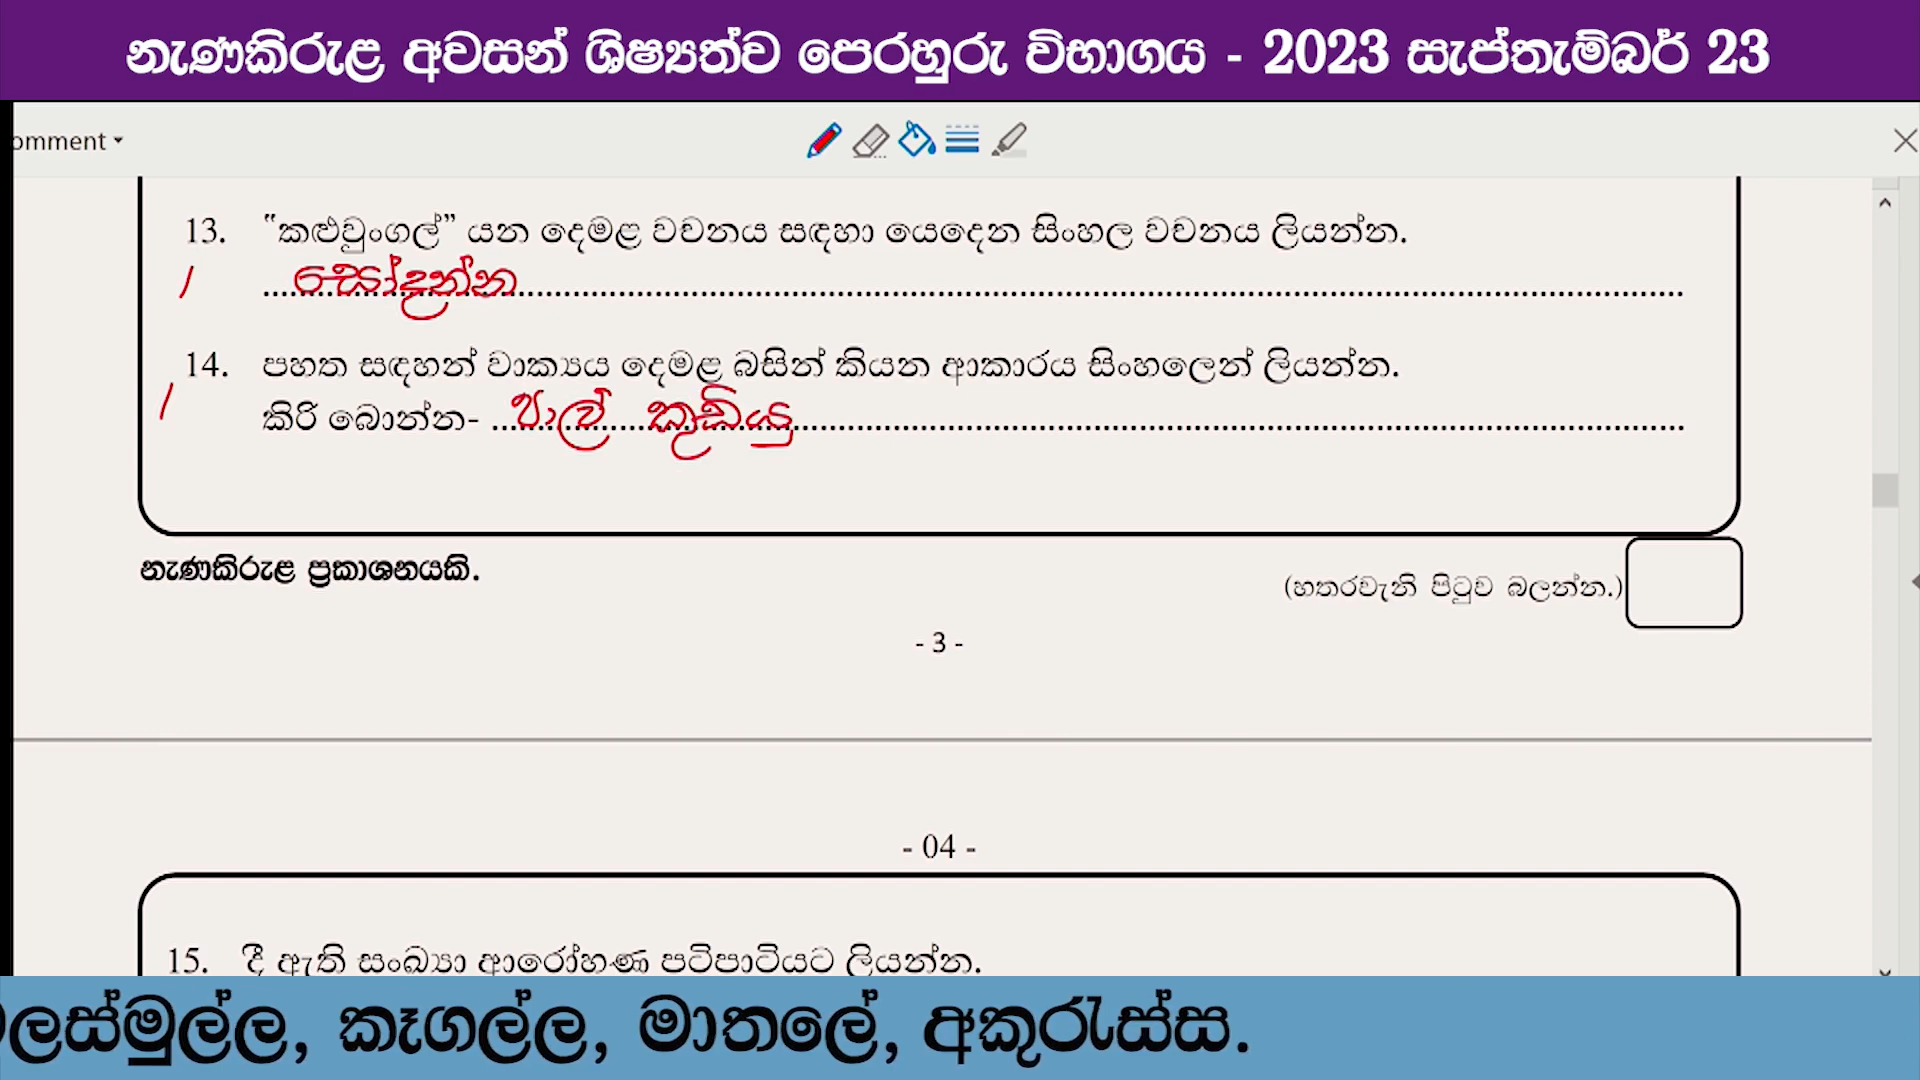 නැණකිරුළ අවසන් ශිෂ්‍යත්ව පෙරහුරු විභාගය - 2023 සැප්තැම්බර් 23
omment
13. "කළුවුංගල්" යන දෙමළ වචනය සඳහා යෙදෙන සිංහල වචනය ලියන්න.
සෝදන්න
14. පහත සඳහන් වාක්‍යය දෙමළ බසින් කියන ආකාරය සිංහලෙන් ලියන්න.
කිරි බොන්න- පාල් කුඩියු
නැණකිරුළ ප්‍රකාශනයකි.
(හතරවැනි පිටුව බලන්න.)
- 3 -
- 04 -
15. දී ඇති සංඛ්‍යා ආරෝහණ පටිපාටියට ලියන්න.
ලස්මුල්ල, කෑගල්ල, මාතලේ, අකුරැස්ස.